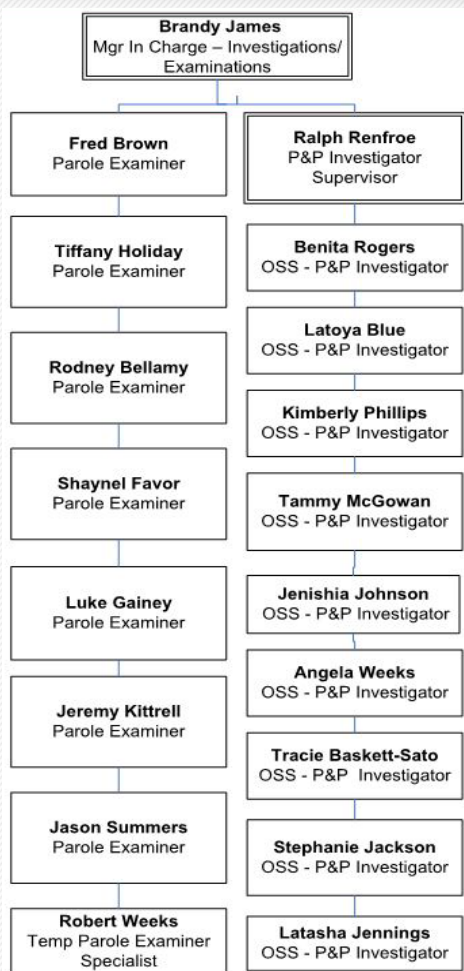 Brandy James
Mgr In Charge – Investigations/
Examinations
Fred Brown
Parole Examiner
Tiffany Holiday
Parole Examiner
Rodney Bellamy
Parole Examiner
Shaynel Favor
Parole Examiner
Luke Gainey
Parole Examiner
Jeremy Kittrell
Parole Examiner
Jason Summers
Parole Examiner
Robert Weeks
Temp Parole Examiner
Specialist
Ralph Renfroe
P&P Investigator
Supervisor
Benita Rogers
OSS - P&P Investigator
Latoya Blue
OSS - P&P Investigator
Kimberly Phillips
OSS - P&P Investigator
Tammy McGowan
OSS - P&P Investigator
Jenishia Johnson
OSS - P&P Investigator
Angela Weeks
OSS - P&P Investigator
Tracie Baskett-Sato
OSS - P&P Investigator
Stephanie Jackson
OSS - P&P Investigator
Latasha Jennings
OSS - P&P Investigator